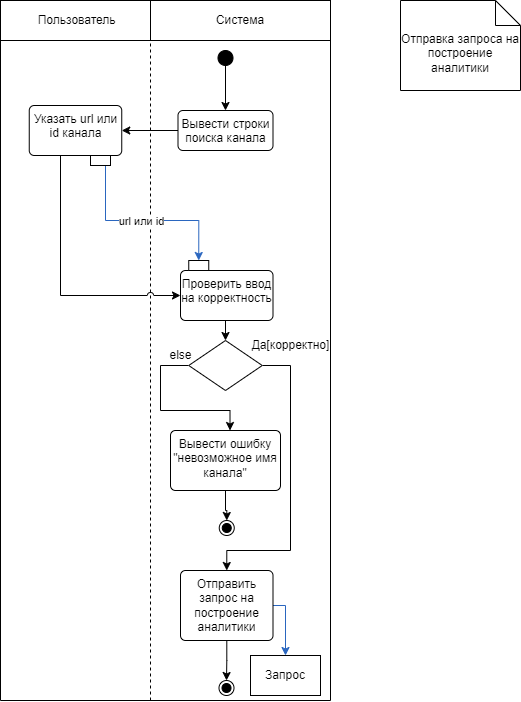 Пользователь
Система
Отправка запроса на
построение
аналитики
Указать url или
id канала
Вывести строки
поиска канала
url или id
Проверить ввод
на корректность
else
Да[корректно]
Вывести ошибку
"невозможное имя
канала"
Отправить
запрос на
построение
аналитики
Запрос